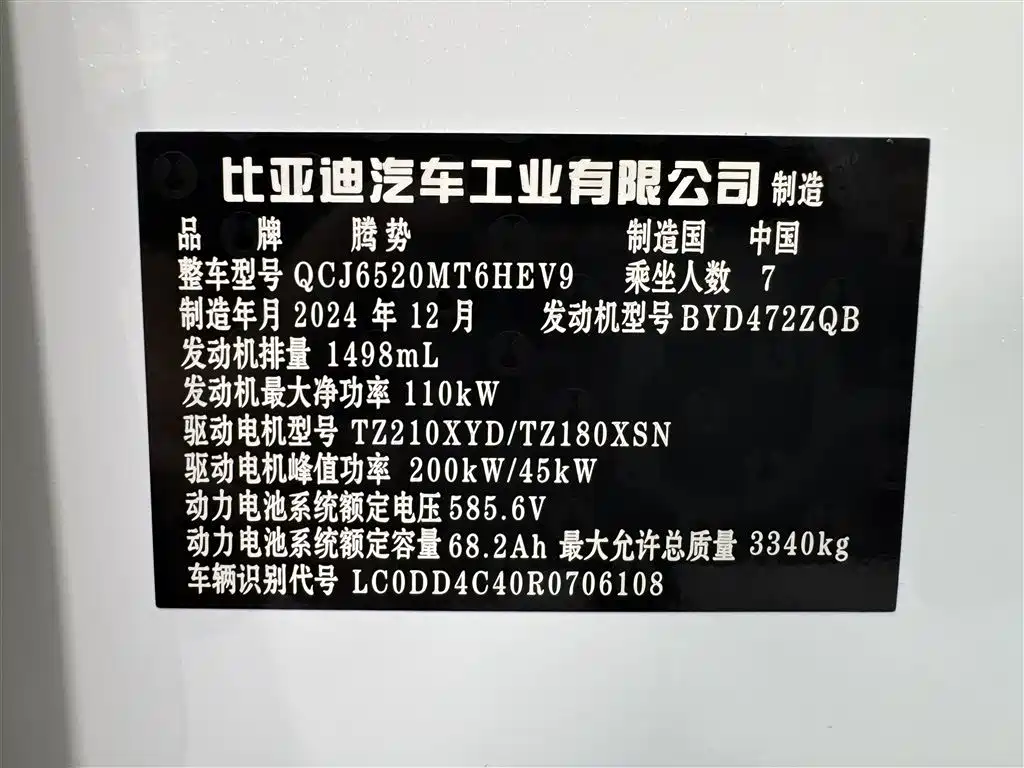 比亚迪汽车工业有限公司 制造
品 牌 腾势 制造国 中国
整车型号 QCJ6520MT6HEV9 乘坐人数 7
制造年月 2024 年 12 月 发动机型号 BYD472ZQB
发动机排量 1498mL
发动机最大净功率 110kW
驱动电机型号 TZ210XYD/TZ180XSN
驱动电机峰值功率 200kW/45kW
动力电池系统额定电压 585.6V
动力电池系统额定容量 68.2Ah 最大允许总质量 3340kg
车辆识别代号 LC0DD4C40R0706108